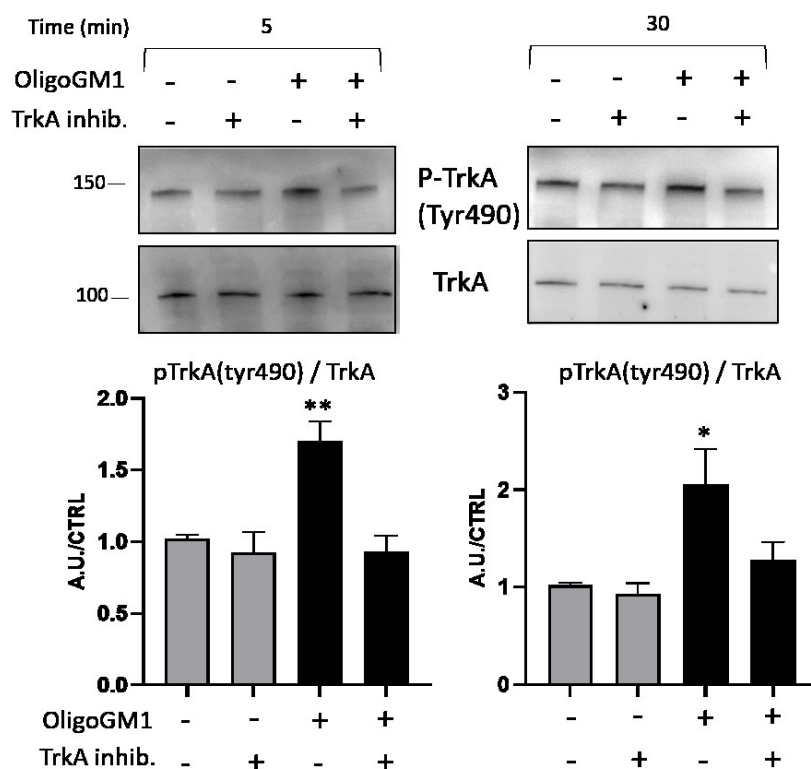 Time (min) 5 30
OligoGM1 - - + + - - + +
TrkA inhib. - + - + - + - +
150
P-TrkA
(Tyr490)
100
TrkA
pTrkA(tyr490) / TrkA
A.U./CTRL
2.0
1.5
1.0
0.5
0.0
**
OligoGM1 - - + +
TrkA inhib. - + - +
pTrkA(tyr490) / TrkA
A.U./CTRL
3
2
1
0
*
- - + +
- + - +